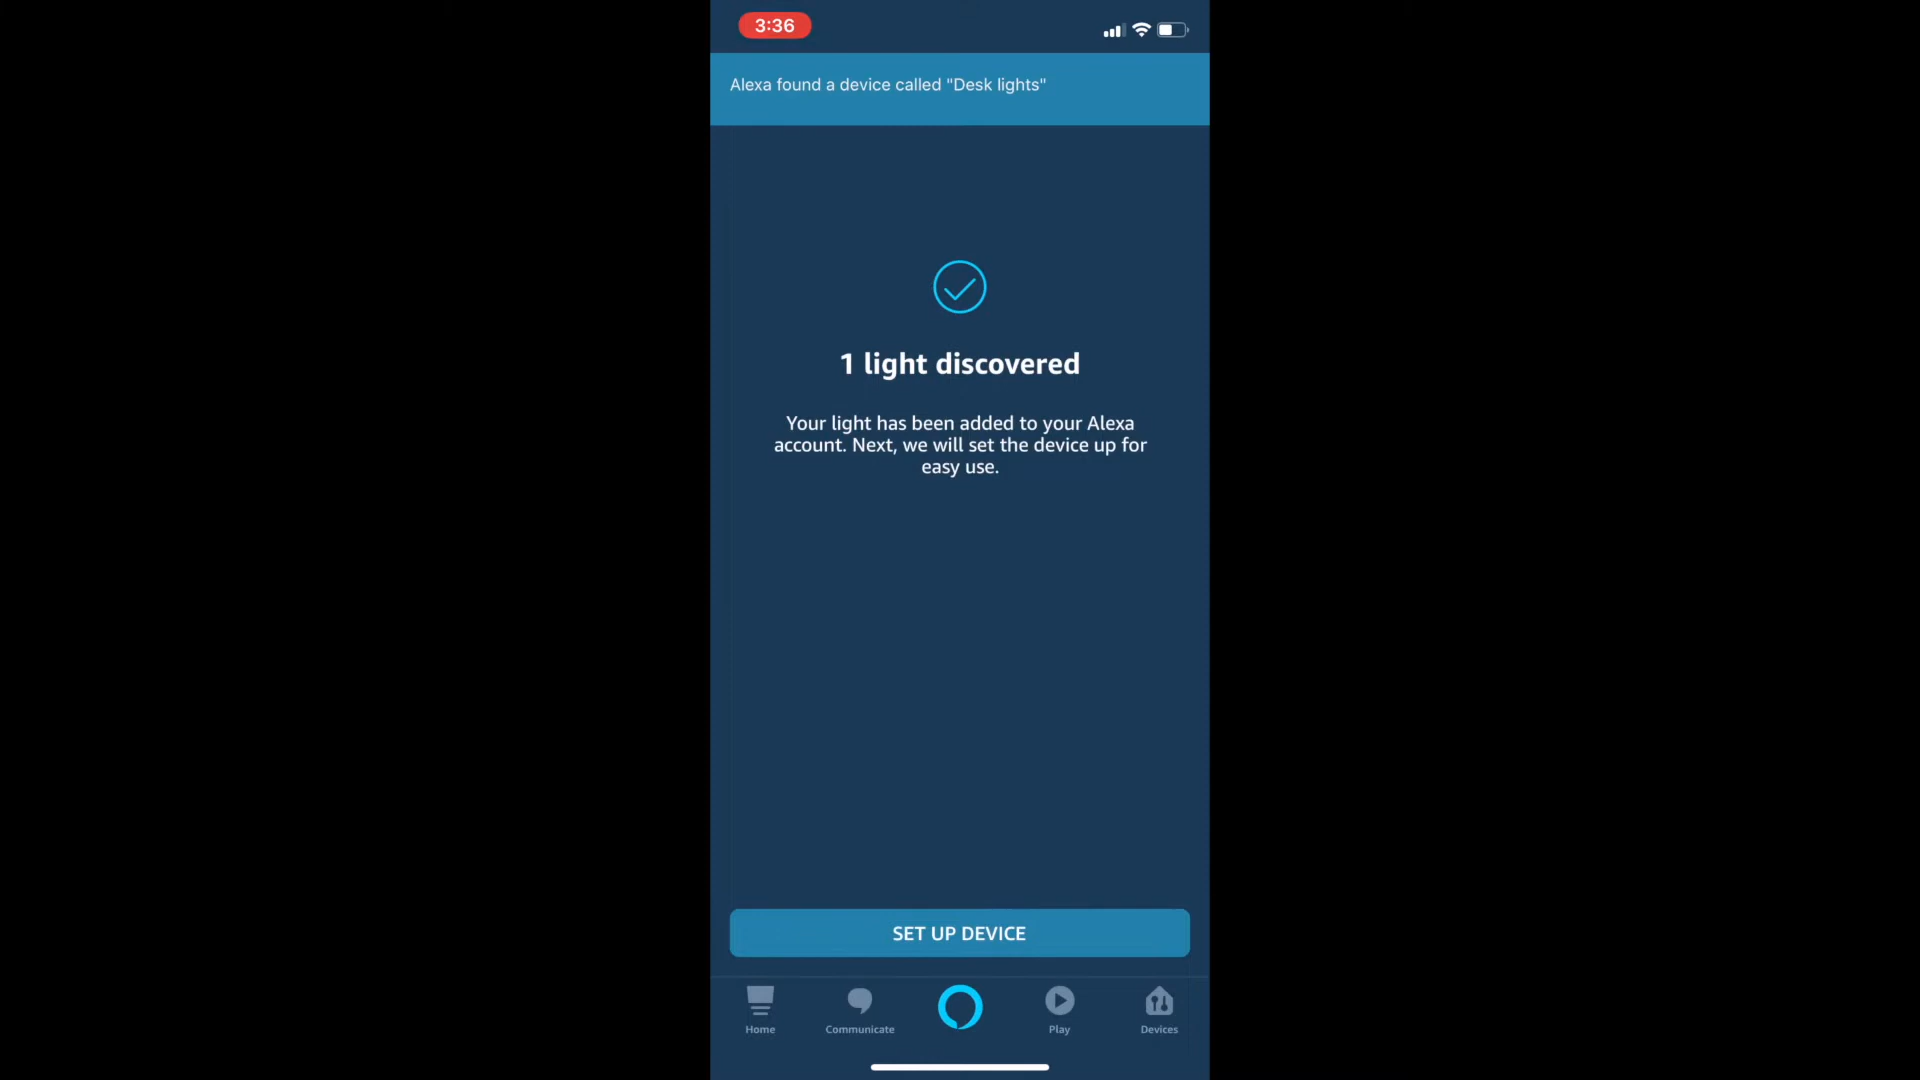 3:36
Alexa found a device called "Desk lights"
1 light discovered
Your light has been added to your Alexa
account. Next, we will set the device up for
easy use.
SET UP DEVICE
Home
Communicate
Play
Devices